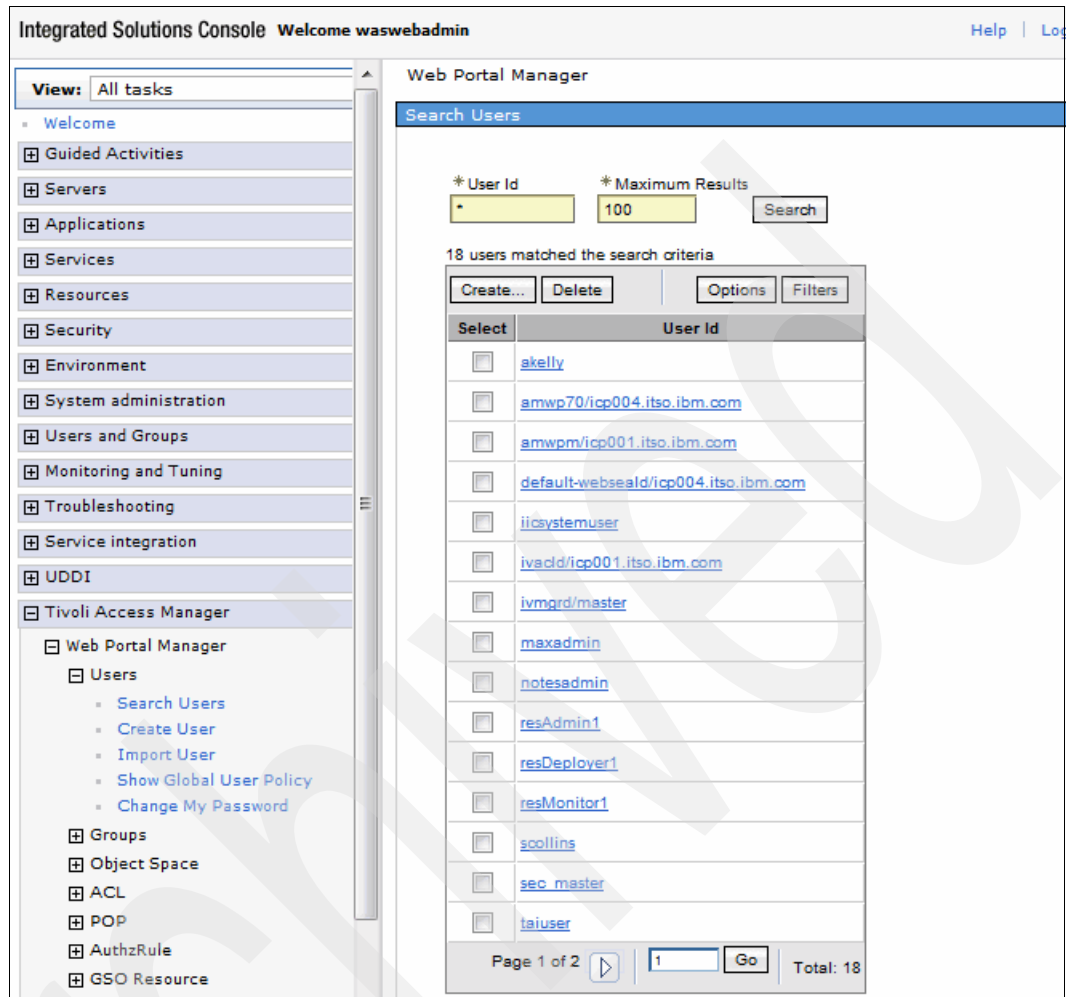 Integrated Solutions Console Welcome waswebadmin
Help | Log
View: All tasks
Welcome
Guided Activities
Servers
Applications
Services
Resources
Security
Environment
System administration
Users and Groups
Monitoring and Tuning
Troubleshooting
Service integration
UDDI
Tivoli Access Manager
Web Portal Manager
Users
Search Users
Create User
Import User
Show Global User Policy
Change My Password
Groups
Object Space
ACL
POP
AuthzRule
GSO Resource
Web Portal Manager
Search Users
* User Id * Maximum Results
* 100 Search
18 users matched the search criteria
Create... Delete Options Filters
Select User Id
akelly
amwp70/icp004.itso.ibm.com
amwpm/icp001.itso.ibm.com
default-webseald/icp004.itso.ibm.com
iicsystemuser
ivacld/icp001.itso.ibm.com
ivmgrd/master
maxadmin
notesadmin
resAdmin1
resDeployer1
resMonitor1
scollins
sec_master
taiuser
Page 1 of 2 1 Go Total: 18